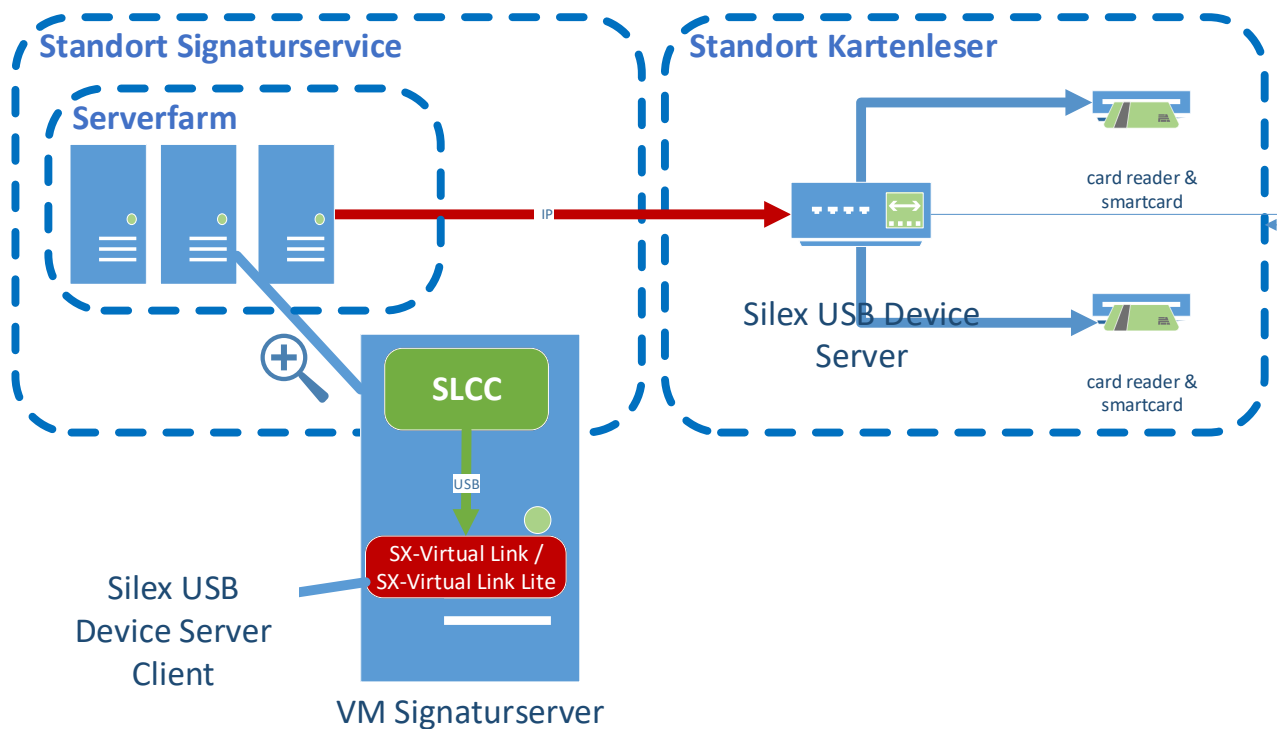 Standort Signaturservice
Serverfarm
IP
SLCC
USB
SX-Virtual Link /
SX-Virtual Link Lite
Silex USB
Device Server
Client
VM Signaturserver
Standort Kartenleser
card reader &
smartcard
Silex USB Device
Server
card reader &
smartcard